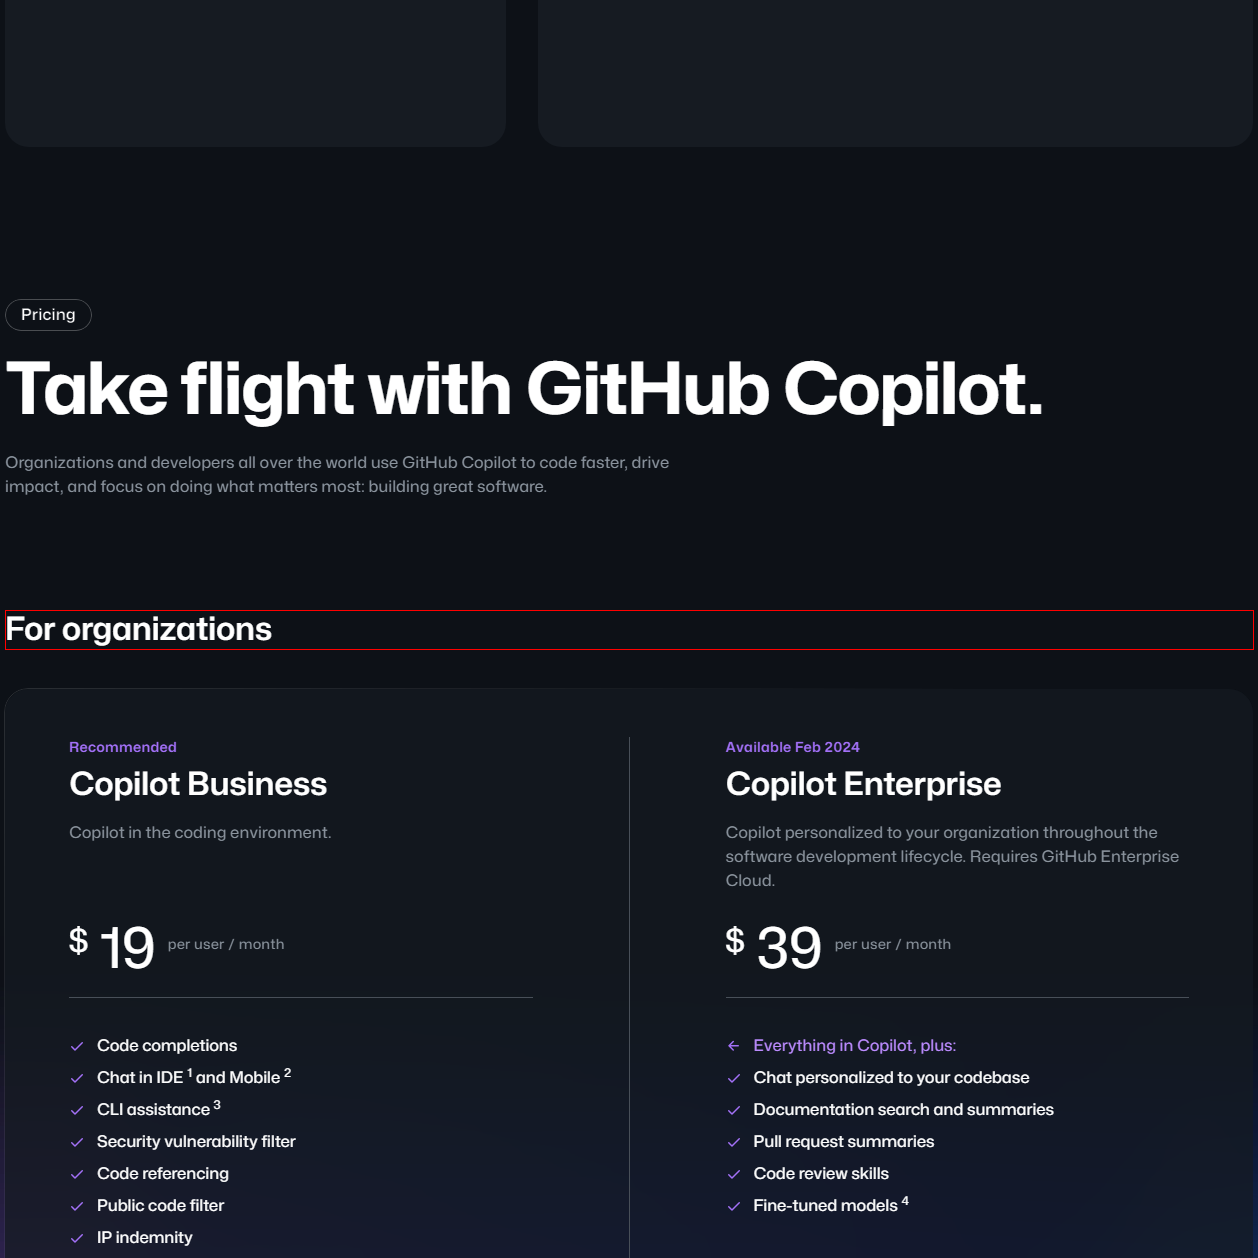 Pricing
Take flight with GitHub Copilot.
Organizations and developers all over the world use GitHub Copilot to code faster, drive
impact, and focus on doing what matters most: building great software.
For organizations
Recommended
Copilot Business
Copilot in the coding environment.
$ 19 per user / month
Code completions
Chat in IDE 1 and Mobile 2
CLI assistance 3
Security vulnerability filter
Code referencing
Public code filter
IP indemnity
Available Feb 2024
Copilot Enterprise
Copilot personalized to your organization throughout the
software development lifecycle. Requires GitHub Enterprise
Cloud.
$ 39 per user / month
Everything in Copilot, plus:
Chat personalized to your codebase
Documentation search and summaries
Pull request summaries
Code review skills
Fine-tuned models 4